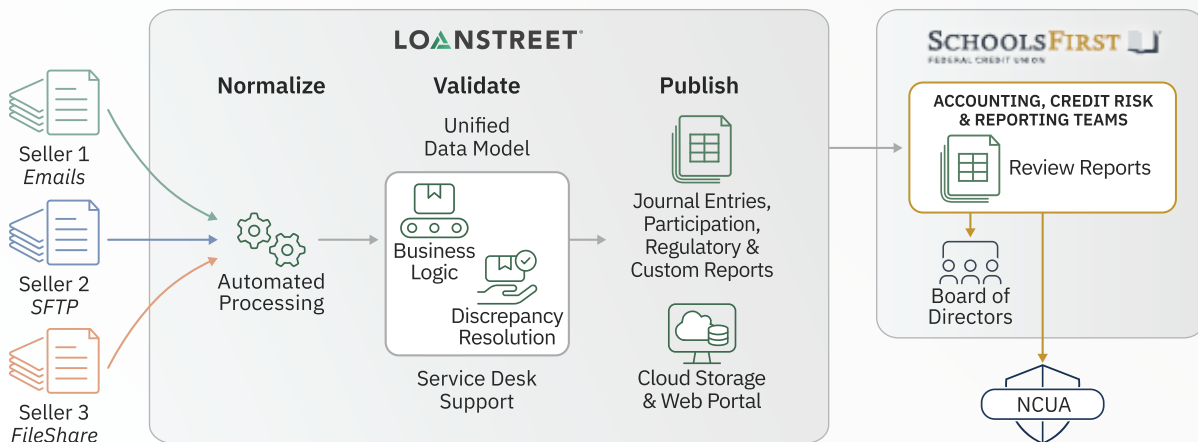 LOANSTREET
SCHOOLSFIRST
FEDERAL CREDIT UNION
Normalize
Validate
Publish
Seller 1
Emails
Seller 2
SFTP
Seller 3
FileShare
Automated
Processing
Unified
Data Model
Business
Logic
Discrepancy
Resolution
Service Desk
Support
Journal Entries,
Participation,
Regulatory &
Custom Reports
Cloud Storage
& Web Portal
ACCOUNTING, CREDIT RISK
& REPORTING TEAMS
Review Reports
Board of
Directors
NCUA